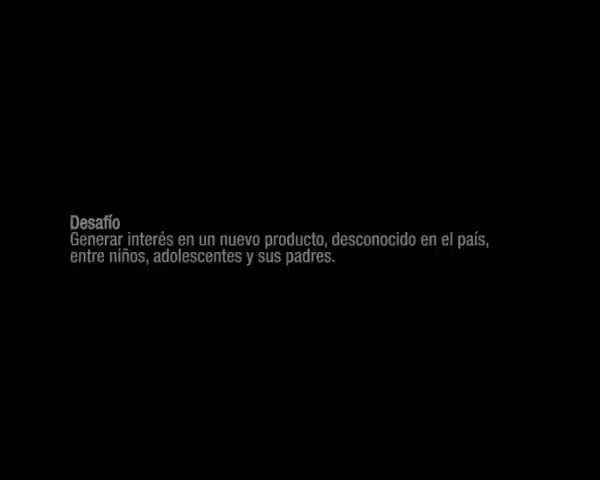 Desafío
Generar interés en un nuevo producto, desconocido en el país,
entre niños, adolescentes y sus padres.